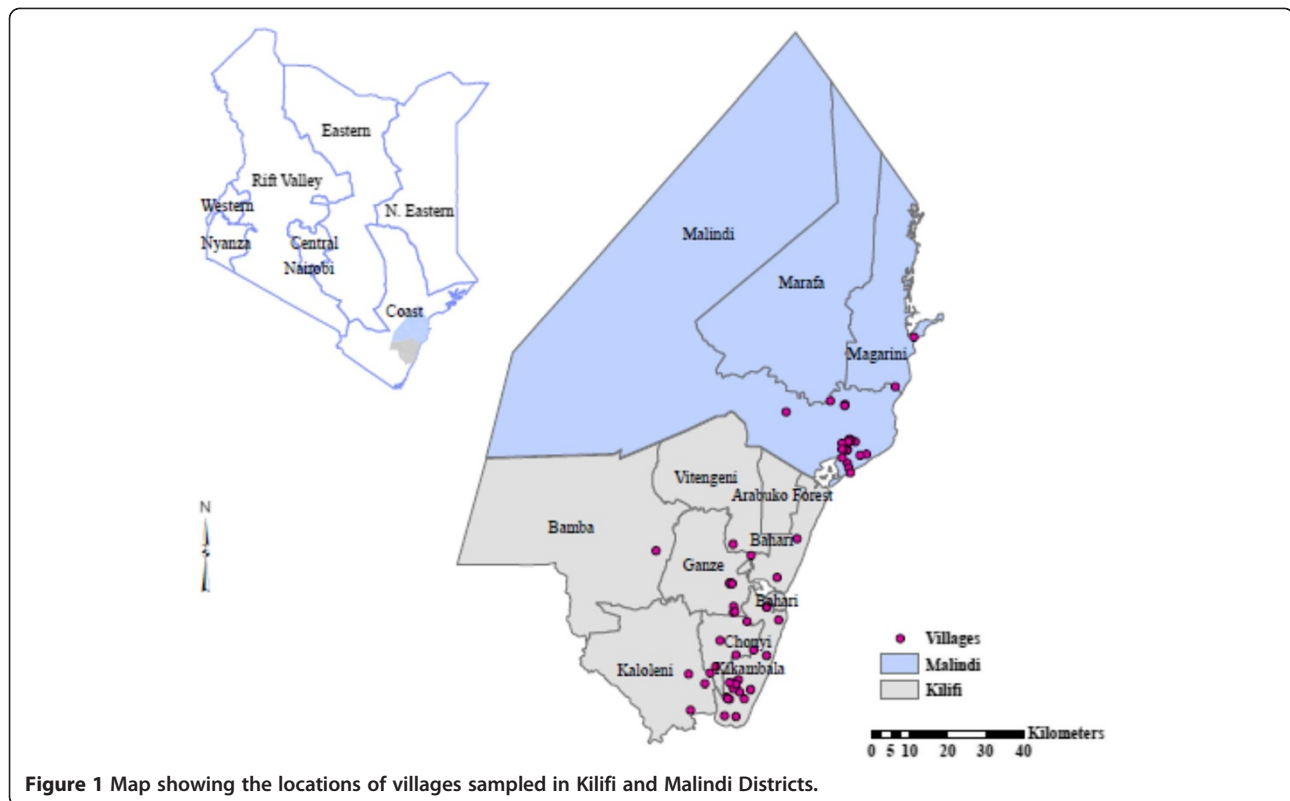 Eastern
Rift Valley
Western
N. Eastern
Nyanza
Central
Nairobi
Coast
Malindi
Marafa
Magarini
Vitengeni
Arabuko Forest
Bamba
Bahari
Ganze
Bahari
Chonyi
Kaloleni
Kikambala
N
Villages
Malindi
Kilifi
Kilometers
0 5 10 20 30 40
Figure 1 Map showing the locations of villages sampled in Kilifi and Malindi Districts.